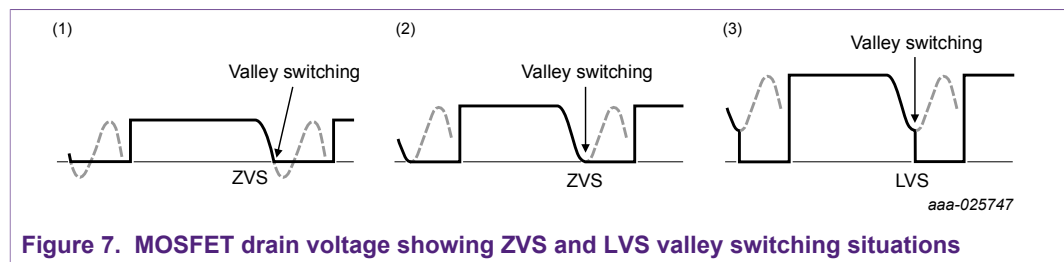 (1)
Valley switching
ZVS
(2)
Valley switching
ZVS
(3)
Valley switching
LVS
aaa-025747
Figure 7. MOSFET drain voltage showing ZVS and LVS valley switching situations